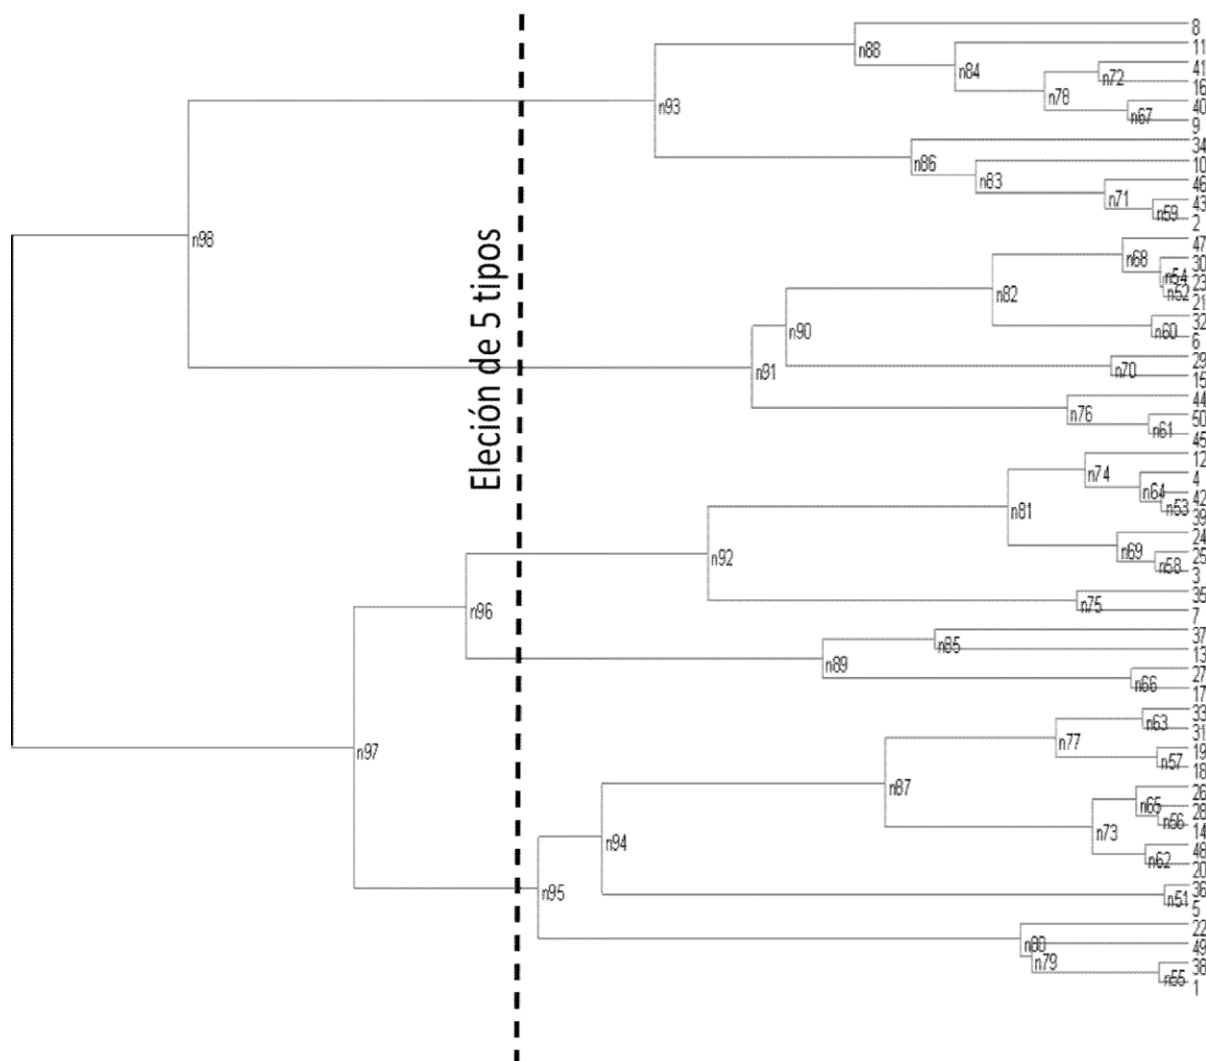 8
n88
11
n84
41
n72
16
n78
40
n93
n67
9
34
n86
10
n83
46
n71
43
n59
2
n98
47
n68
30
n54
23
n82
n52
21
32
n90
n60
6
29
n91
n70
15
44
n76
50
n61
45
Eleción de 5 tipos
12
n74
4
n64
42
n81
n53
39
24
n69
25
n92
n58
3
35
n96
n75
7
37
n85
13
n89
27
n66
17
33
n63
31
n77
n97
19
n57
18
n87
26
n65
28
n56
14
n73
n94
48
n62
20
36
n95
n51
5
22
n80
49
n79
38
n55
1